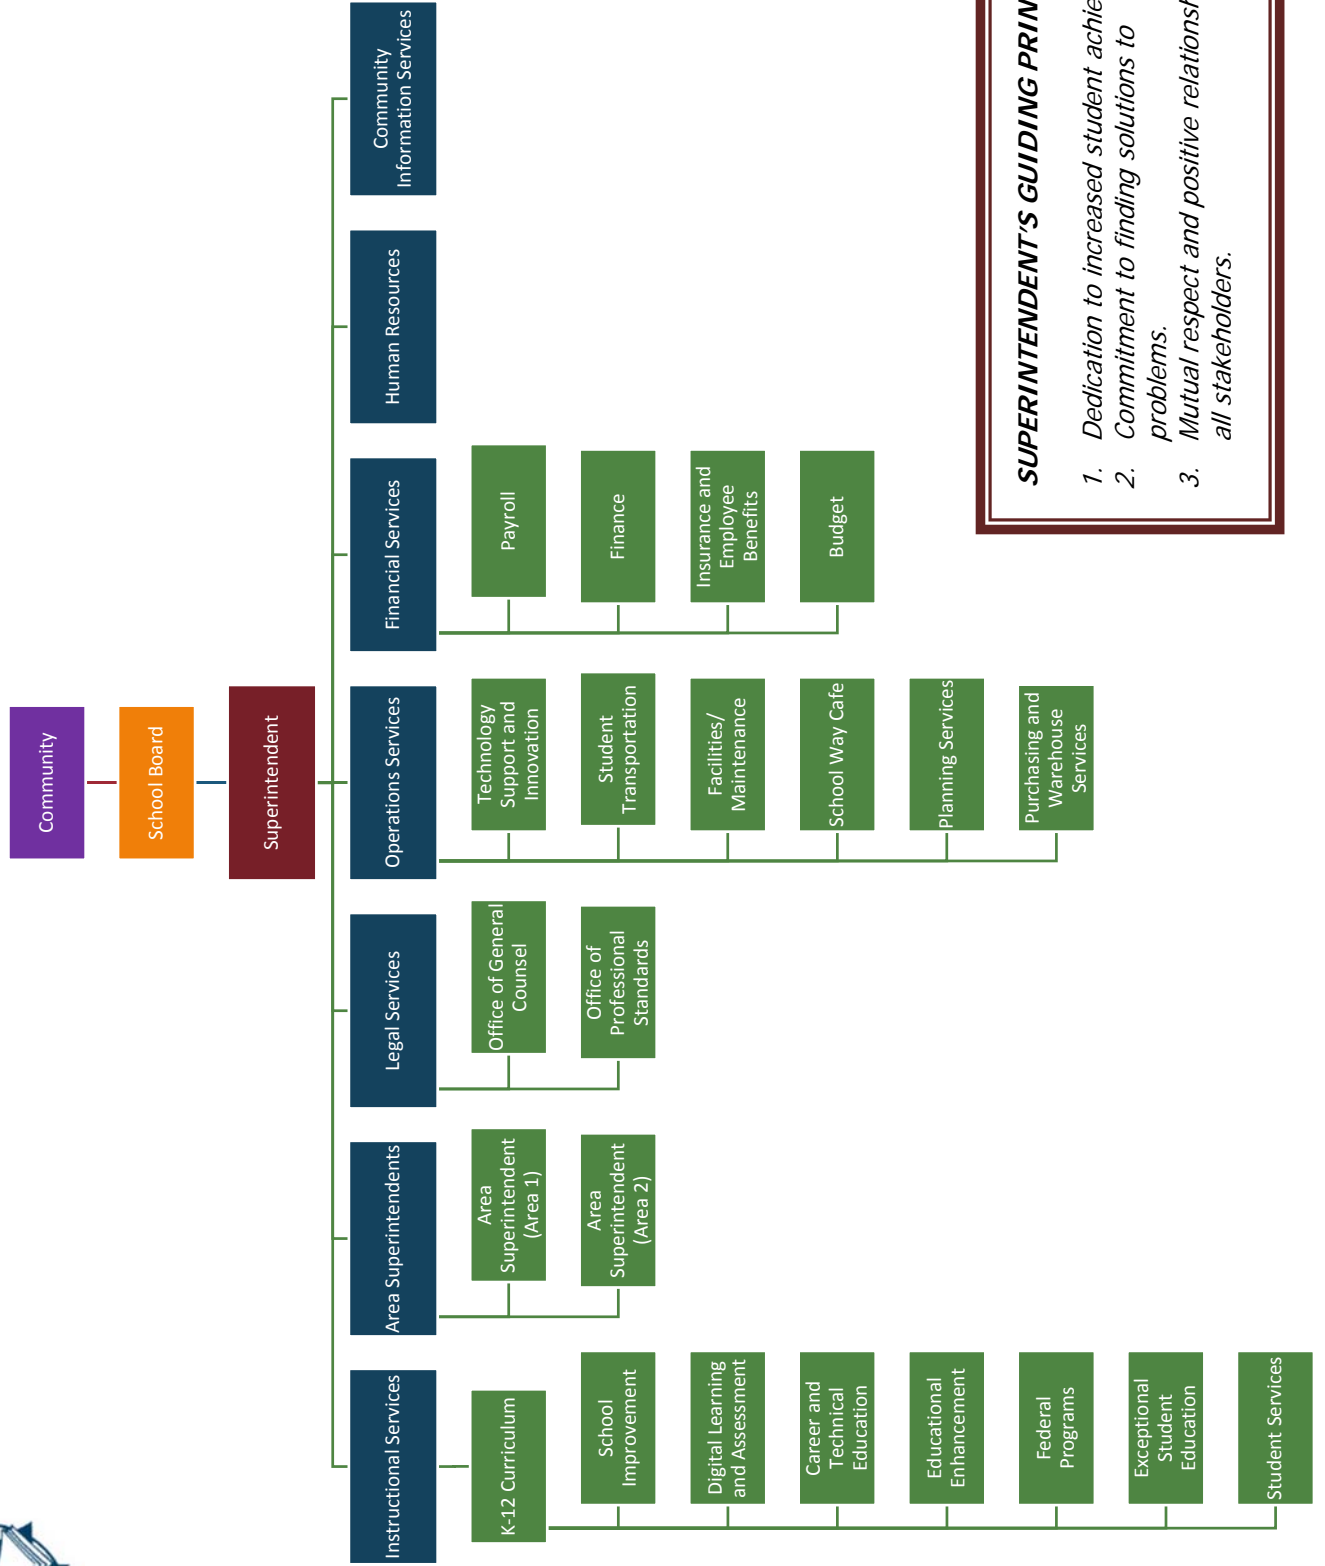 Community
School Board
Superintendent
Instructional Services
K-12 Curriculum
School
Improvement
Digital Learning
and Assessment
Career and
Technical
Education
Educational
Enhancement
Federal
Programs
Exceptional
Student
Education
Student Services
Area Superintendents
Area
Superintendent
(Area 1)
Area
Superintendent
(Area 2)
Legal Services
Office of General
Counsel
Office of
Professional
Standards
Operations Services
Technology
Support and
Innovation
Student
Transportation
Facilities/
Maintenance
School Way Cafe
Planning Services
Purchasing and
Warehouse
Services
Financial Services
Payroll
Finance
Insurance and
Employee
Benefits
Budget
Human Resources
Community
Information Services
SUPERINTENDENT'S GUIDING
1. Dedication to increased student
2. Commitment to finding solutions to
problems.
3. Mutual respect and positive
all stakeholders.